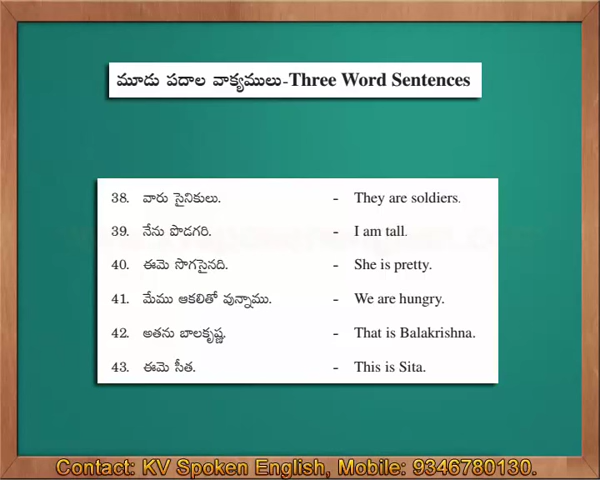 మూడు పదాల వాక్యములు-Three Word Sentences
38. వారు సైనికులు. - They are soldiers.
39. నేను పొడగరి. - I am tall.
40. ఈమె సొగసైనది. - She is pretty.
41. మేము ఆకలితో వున్నాము. - We are hungry.
42. అతను బాలకృష్ణ. - That is Balakrishna.
43. ఈమె సీత. - This is Sita.
Contact: KV Spoken English, Mobile: 9346780130.